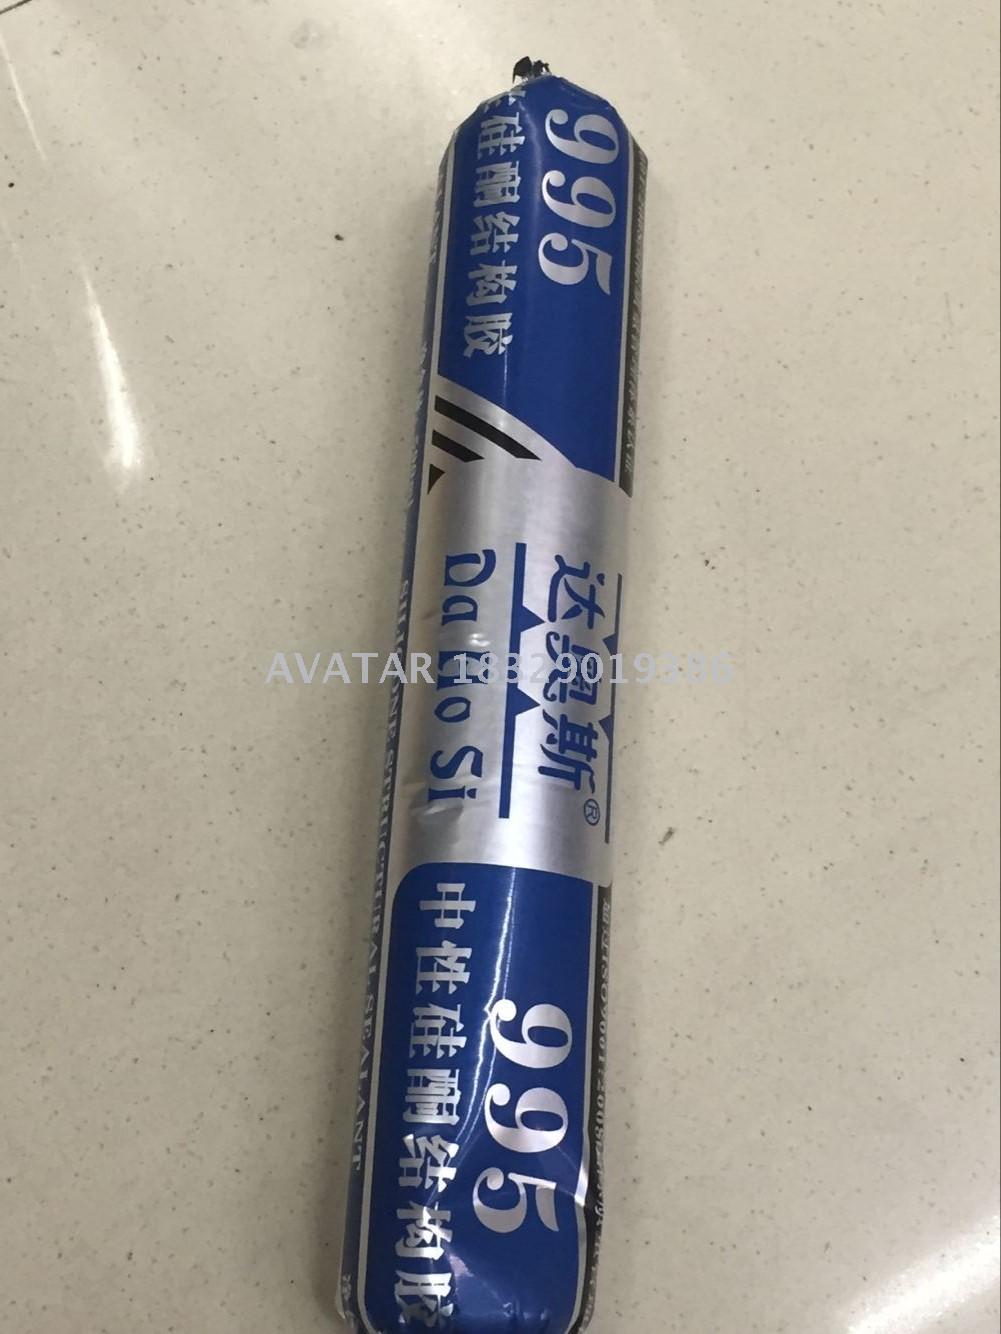 995
硅酮结构胶
达奥斯®
Da Ao Si
AVATAR 18329019386
995
中性硅酮结构胶
SILICONE STRUCTURAL SEALANT